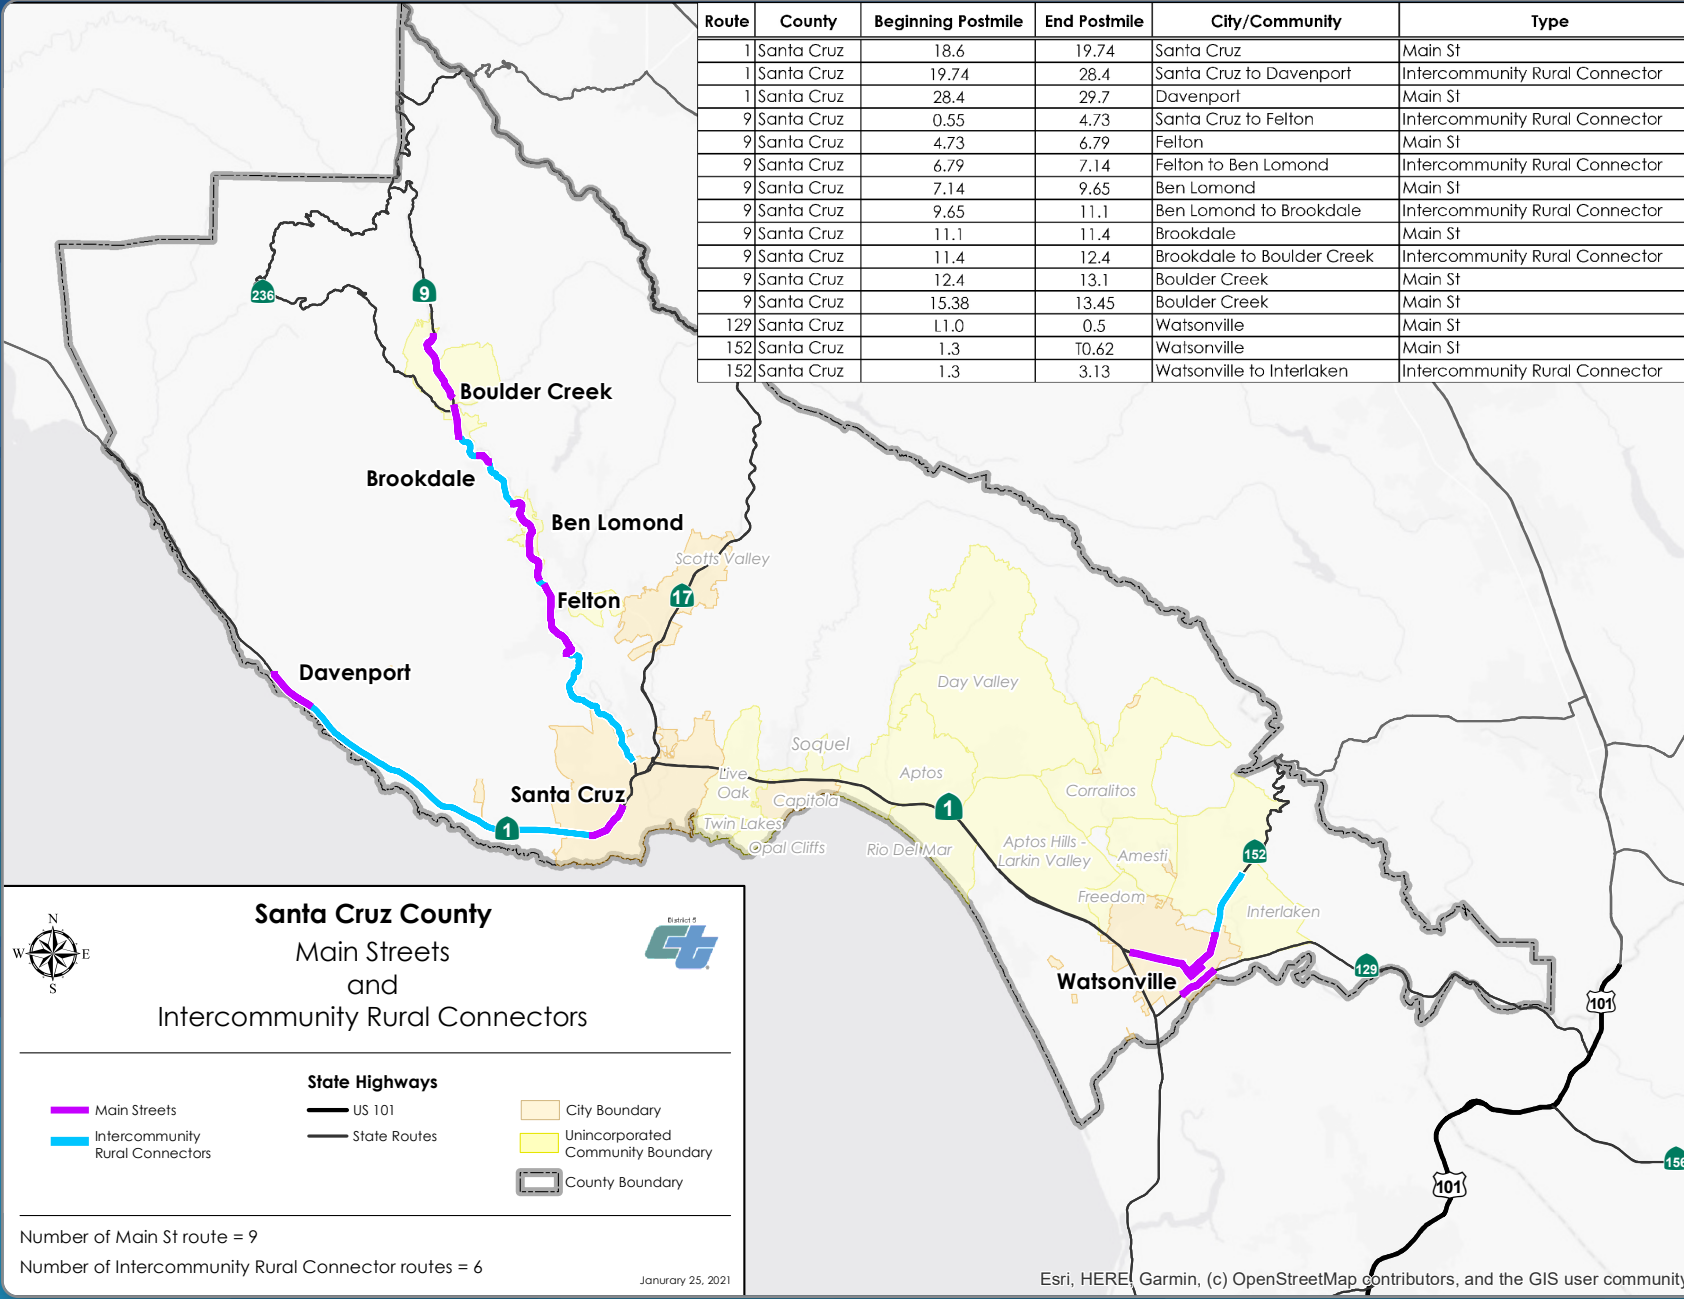 Route County Beginning Postmile End Postmile City/Community Type
1 Santa Cruz 18.6 19.74 Santa Cruz Main St
1 Santa Cruz 19.74 28.4 Santa Cruz to Davenport Intercommunity Rural Connector
1 Santa Cruz 28.4 29.7 Davenport Main St
9 Santa Cruz 0.55 4.73 Santa Cruz to Felton Intercommunity Rural Connector
9 Santa Cruz 4.73 6.79 Felton Main St
9 Santa Cruz 6.79 7.14 Felton to Ben Lomond Intercommunity Rural Connector
9 Santa Cruz 7.14 9.65 Ben Lomond Main St
9 Santa Cruz 9.65 11.1 Ben Lomond to Brookdale Intercommunity Rural Connector
9 Santa Cruz 11.1 11.4 Brookdale Main St
9 Santa Cruz 11.4 12.4 Brookdale to Boulder Creek Intercommunity Rural Connector
9 Santa Cruz 12.4 13.1 Boulder Creek Main St
9 Santa Cruz 15.38 13.45 Boulder Creek Main St
129 Santa Cruz L1.0 0.5 Watsonville Main St
152 Santa Cruz 1.3 T0.62 Watsonville Main St
152 Santa Cruz 1.3 3.13 Watsonville to Interlaken Intercommunity Rural Connector
236
9
Boulder Creek
Brookdale
Ben Lomond
Scotts Valley
17
Felton
Davenport
Day Valley
Soquel
Live
Oak
Aptos
Santa Cruz
Capitola
Corralitos
1
1
Twin Lakes
Opal Cliffs
Rio Del Mar
Aptos Hills -
Larkin Valley
Amesti
152
Freedom
Interlaken
Watsonville
129
101
156
101
Santa Cruz County
Main Streets
and
Intercommunity Rural Connectors
N
W E
S
District 5
Ct
State Highways
Main Streets
US 101
City Boundary
Intercommunity
Rural Connectors
State Routes
Unincorporated
Community Boundary
County Boundary
Number of Main St route = 9
Number of Intercommunity Rural Connector routes = 6
Janurary 25, 2021
Esri, HERE, Garmin, (c) OpenStreetMap contributors, and the GIS user community